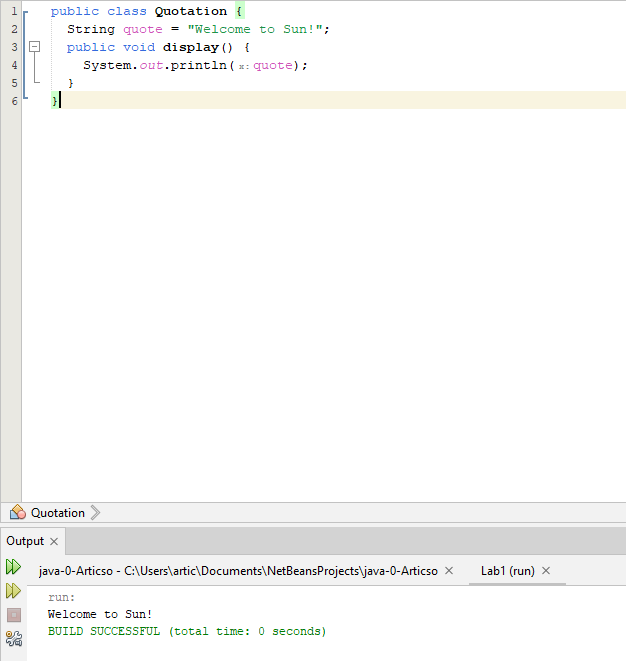 1 public class Quotation {
2 String quote = "Welcome to Sun!";
3 public void display() {
4 System.out.println(x: quote);
5 }
6 }
Quotation
Output
java-0-Articso - C:\Users\artic\Documents\NetBeansProjects\java-0-Articso Lab1 (run)
run:
Welcome to Sun!
BUILD SUCCESSFUL (total time: 0 seconds)